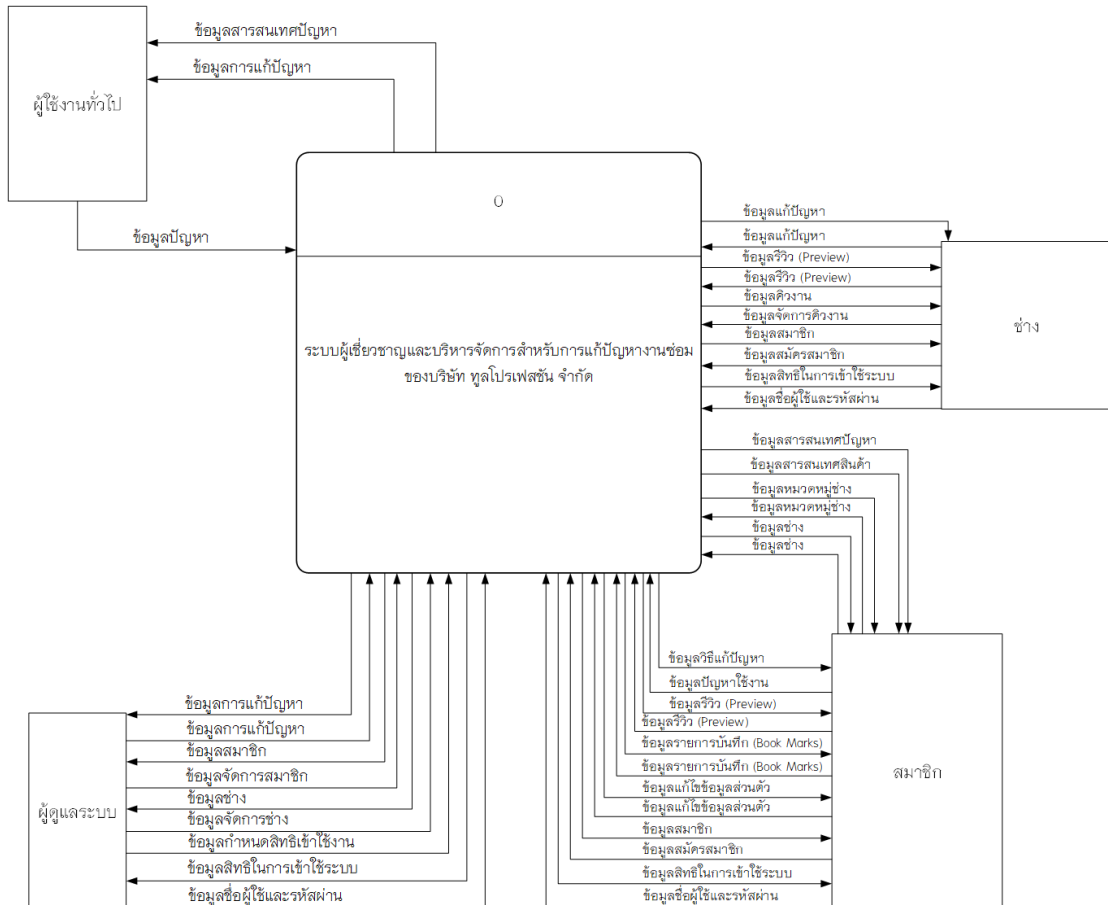 ข้อมูลสารสนเทศปัญหา
ข้อมูลการแก้ปัญหา
ผู้ใช้งานทั่วไป
ข้อมูลปัญหา
0
ระบบผู้เชี่ยวชาญและบริหารจัดการสำหรับการแก้ปัญหางานซ่อม
ของบริษัท ทูลโปรเฟสชัน จำกัด
ข้อมูลแก้ปัญหา
ข้อมูลแก้ปัญหา
ข้อมูลรีวิว (Preview)
ข้อมูลรีวิว (Preview)
ข้อมูลคิวงาน
ข้อมูลจัดการคิวงาน
ข้อมูลสมาชิก
ข้อมูลสมัครสมาชิก
ข้อมูลสิทธิในการเข้าใช้ระบบ
ข้อมูลชื่อผู้ใช้และรหัสผ่าน
ช่าง
ข้อมูลสารสนเทศปัญหา
ข้อมูลสารสนเทศสินค้า
ข้อมูลหมวดหมู่ช่าง
ข้อมูลหมวดหมู่ช่าง
ข้อมูลช่าง
ข้อมูลช่าง
ข้อมูลวิธีแก้ปัญหา
ข้อมูลปัญหาใช้งาน
ข้อมูลรีวิว (Preview)
ข้อมูลรีวิว (Preview)
ข้อมูลรายการบันทึก (Book Marks)
ข้อมูลรายการบันทึก (Book Marks)
ข้อมูลแก้ไขข้อมูลส่วนตัว
ข้อมูลแก้ไขข้อมูลส่วนตัว
ข้อมูลสมาชิก
ข้อมูลสมัครสมาชิก
ข้อมูลสิทธิในการเข้าใช้ระบบ
ข้อมูลชื่อผู้ใช้และรหัสผ่าน
สมาชิก
ข้อมูลการแก้ปัญหา
ข้อมูลการแก้ปัญหา
ข้อมูลสมาชิก
ข้อมูลจัดการสมาชิก
ข้อมูลช่าง
ข้อมูลจัดการช่าง
ข้อมูลกำหนดสิทธิเข้าใช้งาน
ข้อมูลสิทธิในการเข้าใช้ระบบ
ข้อมูลชื่อผู้ใช้และรหัสผ่าน
ผู้ดูแลระบบ